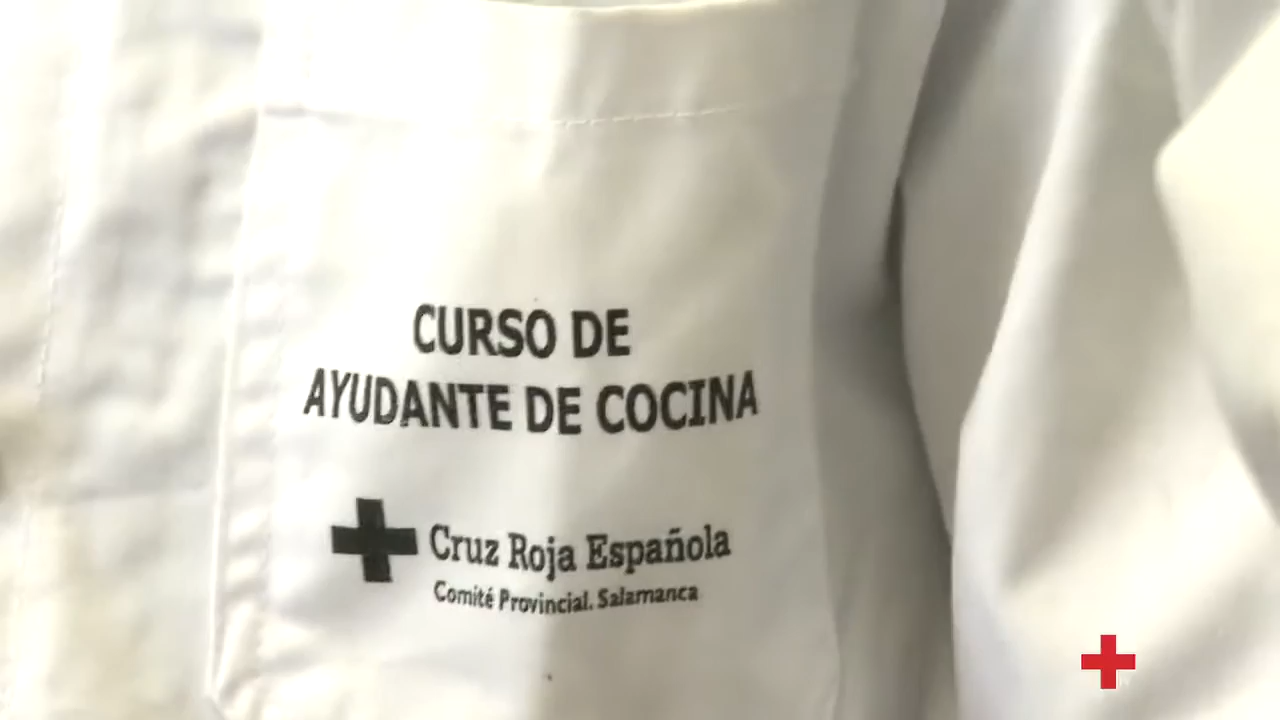 CURSO DE
AYUDANTE DE COCINA
Cruz Roja Española
Comité Provincial. Salamanca